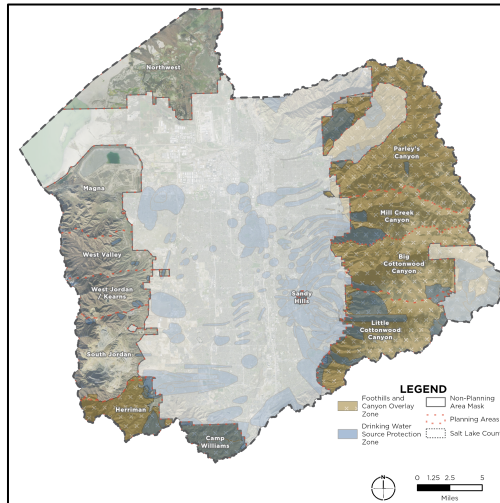 Northwest
Parley's
Canyon
Magna
Mill Creek
Canyon
West Valley
Big
Cottonwood
Canyon
West Jordan
/ Kearns
Sandy
Hills
Little
Cottonwood
Canyon
South Jordan
Herriman
Camp
Williams
LEGEND
Foothills and
Canyon Overlay
Zone
Drinking Water
Source Protection
Zone
Non-Planning
Area Mask
Planning Areas
Salt Lake Coun
N
0 1.25 2.5 5
Miles